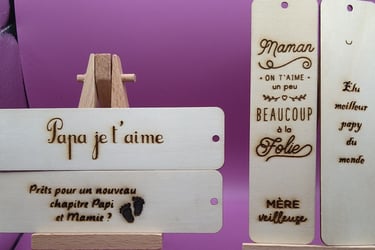 Papa je t'aime
Prêts pour un nouveau
chapitre Papi
et Mamie ?
Maman
ON T'AIME
un peu
BEAUCOUP
à la
Folie
MÈRE
veilleuse
Élu
meilleur
papy
du
monde